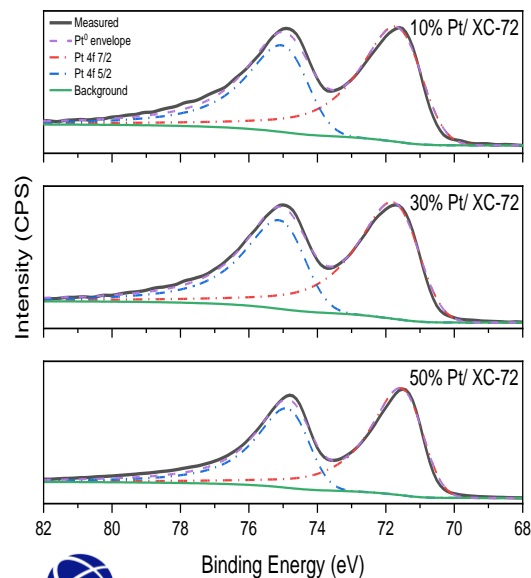 Measured
Pt⁰ envelope
Pt 4f 7/2
Pt 4f 5/2
Background
10% Pt/ XC-72
30% Pt/ XC-72
50% Pt/ XC-72
Intensity (CPS)
82 80 78 76 74 72 70 68
Binding Energy (eV)